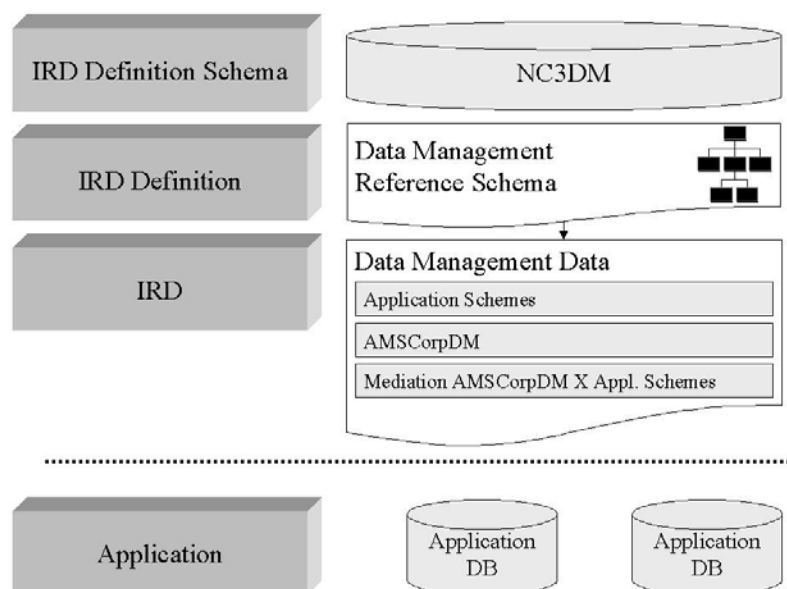 IRD Definition Schema
NC3DM
IRD Definition
Data Management
Reference Schema
IRD
Data Management Data
Application Schemes
AMSCorpDM
Mediation AMSCorpDM X Appl. Schemes
Application
Application
DB
Application
DB